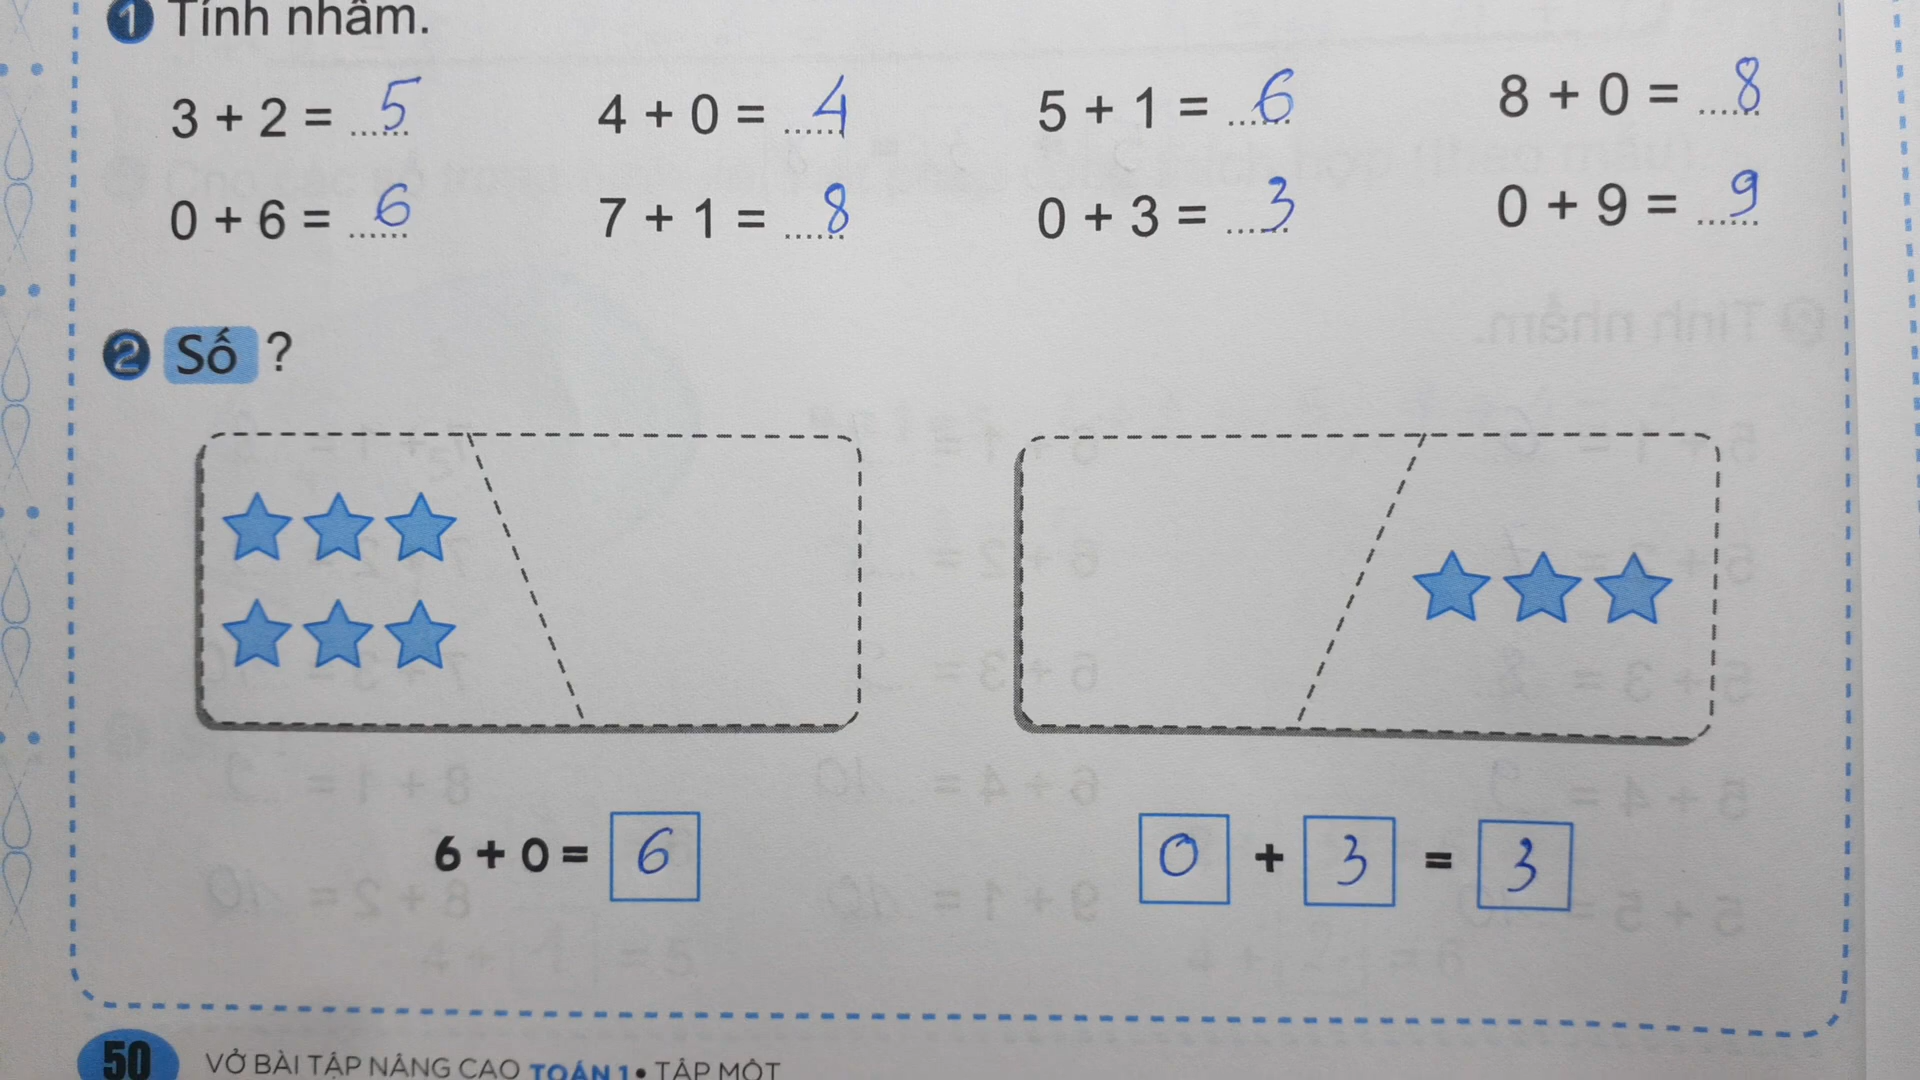 1 Tính nhẩm.
3 + 2 = ...5... 4 + 0 = ...4... 5 + 1 = ...6... 8 + 0 = ...8...
0 + 6 = ...6... 7 + 1 = ...8... 0 + 3 = ...3... 0 + 9 = ...9...
2 Số ?
6 + 0 = 6 0 + 3 = 3
50 VỞ BÀI TẬP NÂNG CAO TOÁN 1 • TẬP MỘT